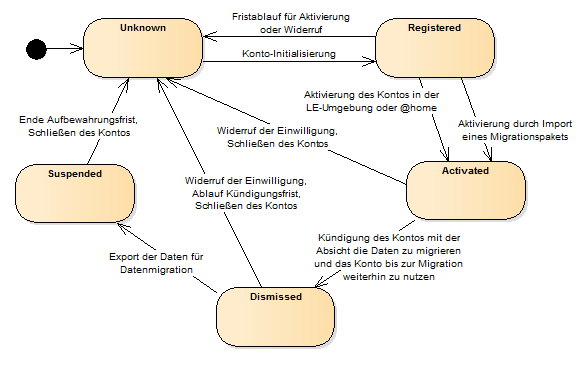 Unknown
Fristablauf für Aktivierung
oder Widerruf
Registered
Konto-Initialisierung
Aktivierung des Kontos in der
LE-Umgebung oder @home
Ende Aufbewahrungsfrist,
Schließen des Kontos
Widerruf der Einwilligung,
Schließen des Kontos
Aktivierung durch Import
eines Migrationspakets
Suspended
Widerruf der Einwilligung,
Ablauf Kündigungsfrist,
Schließen des Kontos
Activated
Kündigung des Kontos mit der
Absicht die Daten zu migrieren
und das Konto bis zur Migration
weiterhin zu nutzen
Export der Daten für
Datenmigration
Dismissed